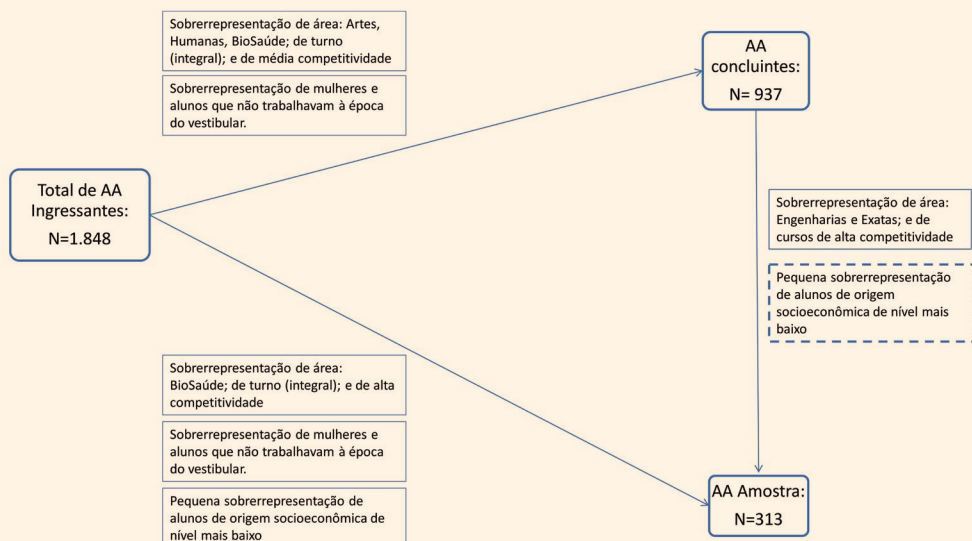 Sobrerrepresentação de área: Artes,
Humanas, BioSaúde; de turno
(integral); e de média competitividade
Sobrerrepresentação de mulheres e
alunos que não trabalhavam à época
do vestibular.
AA
concluintes:
N= 937
Total de AA
Ingressantes:
N=1.848
Sobrerrepresentação de área:
Engenharias e Exatas; e de
cursos de alta competitividade
Pequena sobrerrepresentação
de alunos de origem
socioeconômica de nível mais
baixo
Sobrerrepresentação de área:
BioSaúde; de turno (integral); e de alta
competitividade
Sobrerrepresentação de mulheres e
alunos que não trabalhavam à época
do vestibular.
Pequena sobrerrepresentação de
alunos de origem socioeconômica de
nível mais baixo
AA Amostra:
N=313